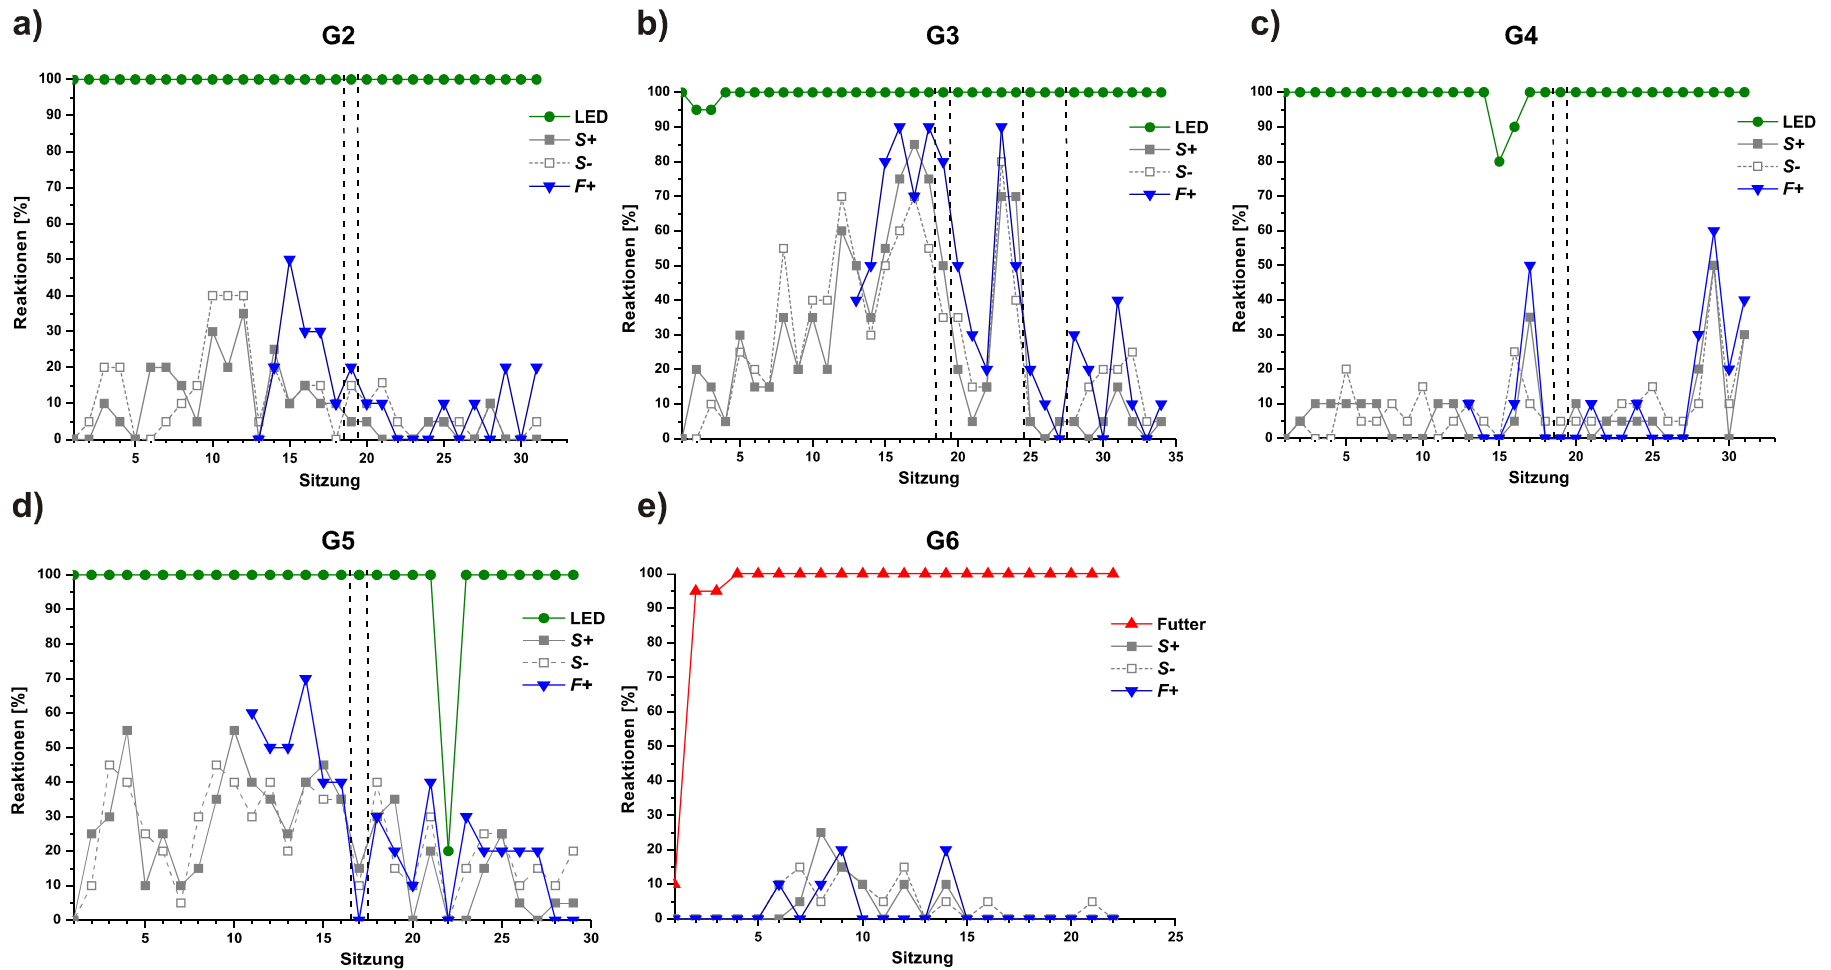 a)
G2
100
90
80
70
60
50
40
30
20
10
0
Reaktionen [%]
5 10 15 20 25 30
Sitzung
LED
S+
S-
F+
b)
G3
100
90
80
70
60
50
40
30
20
10
0
Reaktionen [%]
5 10 15 20 25 30 35
Sitzung
LED
S+
S-
F+
c)
G4
100
90
80
70
60
50
40
30
20
10
0
Reaktionen [%]
5 10 15 20 25 30
Sitzung
LED
S+
S-
F+
d)
G5
100
90
80
70
60
50
40
30
20
10
0
Reaktionen [%]
5 10 15 20 25 30
Sitzung
LED
S+
S-
F+
e)
G6
100
90
80
70
60
50
40
30
20
10
0
Reaktionen [%]
5 10 15 20 25
Sitzung
Futter
S+
S-
F+